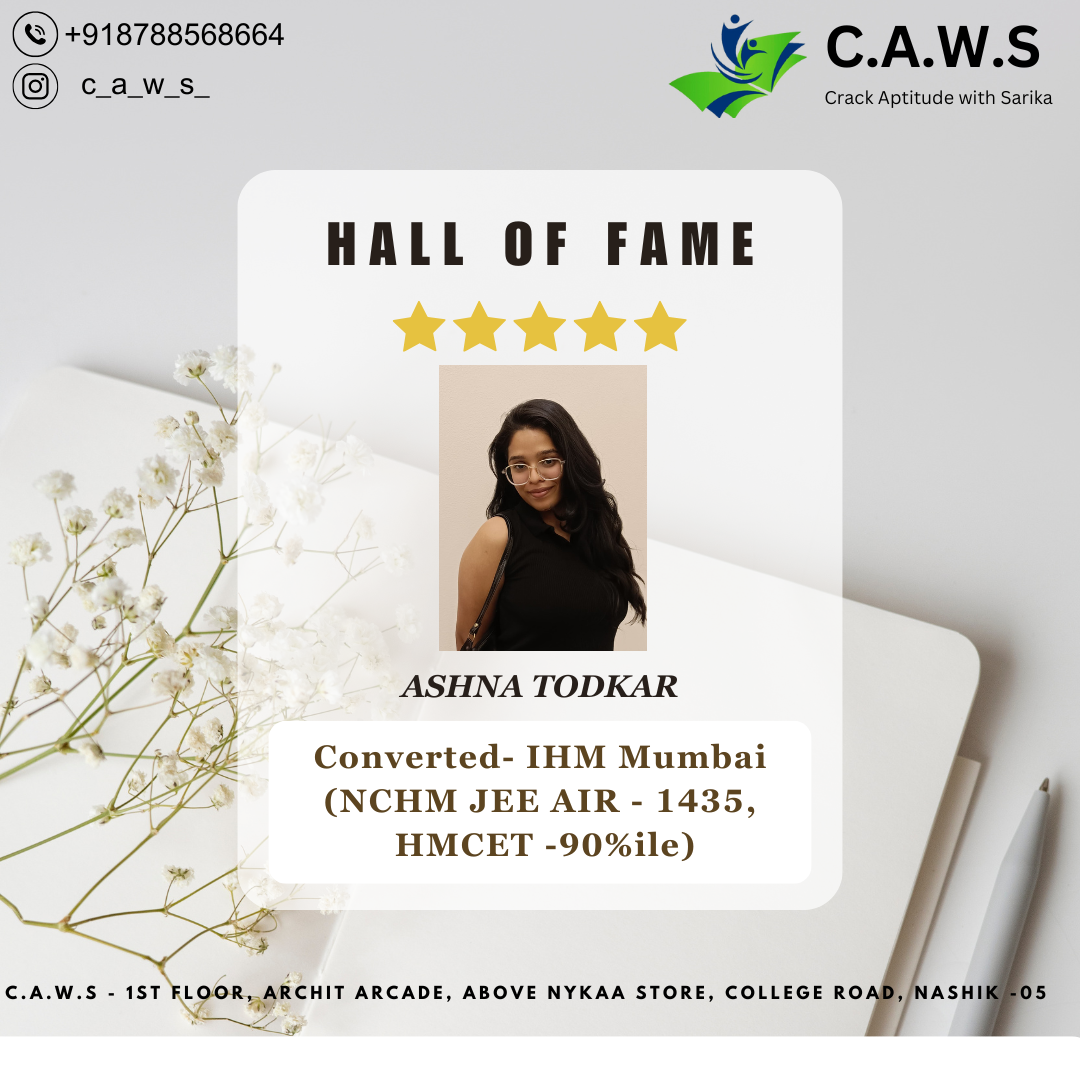 +918788568664
c_a_w_s_
C.A.W.S
Crack Aptitude with Sarika
HALL OF FAME
ASHNA TODKAR
Converted- IHM Mumbai
(NCHM JEE AIR - 1435,
HMCET -90%ile)
C.A.W.S - 1ST FLOOR, ARCHIT ARCADE, ABOVE NYKAA STORE, COLLEGE ROAD, NASHIK -05